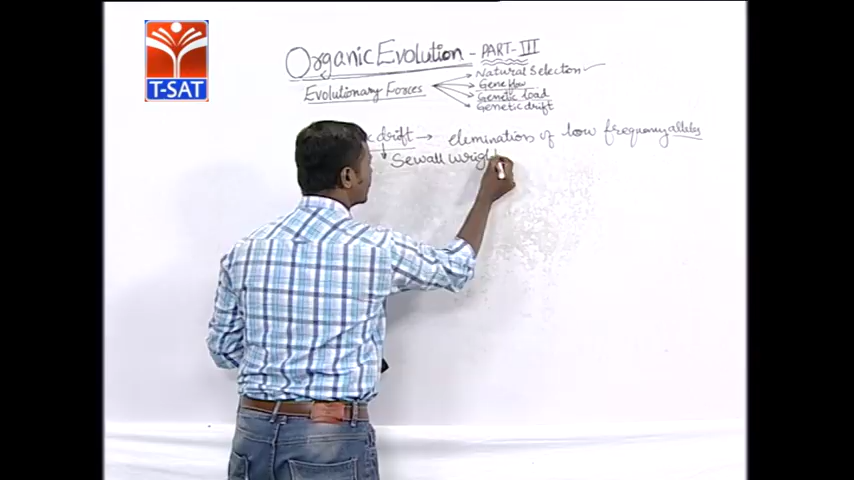 T-SAT
Organic Evolution - PART-III
Evolutionary Forces
Natural Selection
Gene flow
Genetic load
Genetic drift
c drift → elemination of low frequency alleles
Sewall Wright